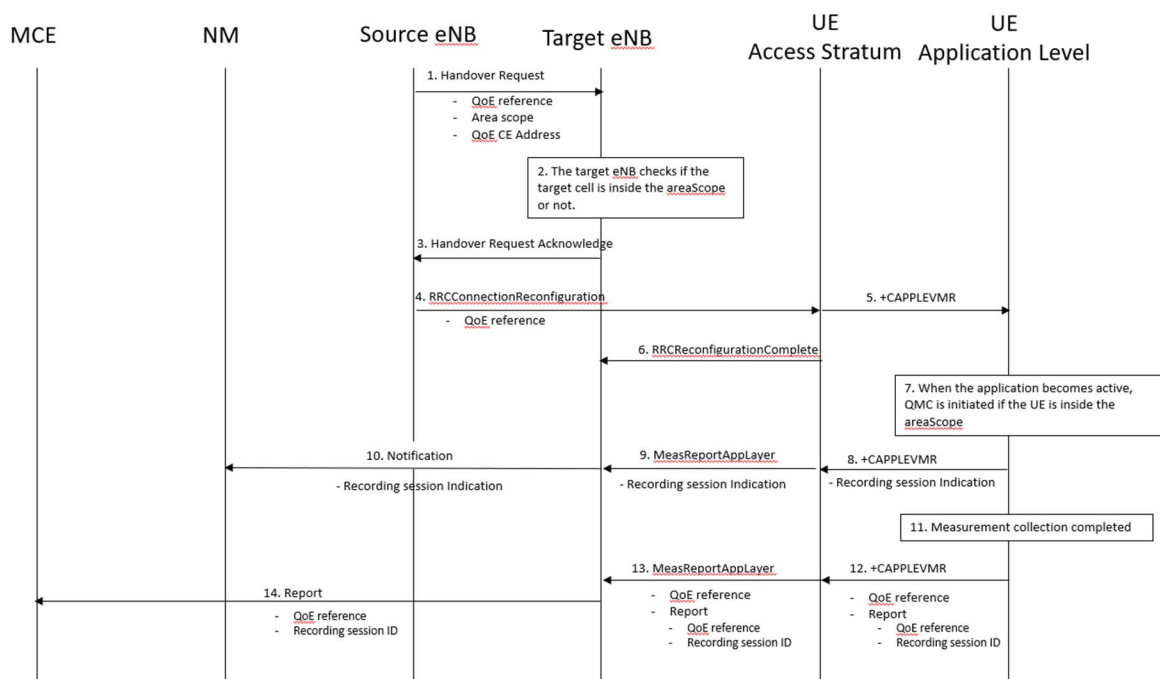 MCE
NM
Source eNB
Target eNB
UE
Access Stratum
UE
Application Level
1. Handover Request
- QoE reference
- Area scope
- QoE CE Address
2. The target eNB checks if the
target cell is inside the areaScope
or not.
3. Handover Request Acknowledge
4. RRCConnectionReconfiguration
- QoE reference
5. +CAPPLEVMR
6. RRCReconfigurationComplete
7. When the application becomes active,
QMC is initiated if the UE is inside the
areaScope
8. +CAPPLEVMR
- Recording session Indication
9. MeasReportAppLayer
- Recording session Indication
10. Notification
- Recording session Indication
11. Measurement collection completed
12. +CAPPLEVMR
- QoE reference
- Report
- QoE reference
- Recording session ID
13. MeasReportAppLayer
- QoE reference
- Report
- QoE reference
- Recording session ID
14. Report
- QoE reference
- Recording session ID